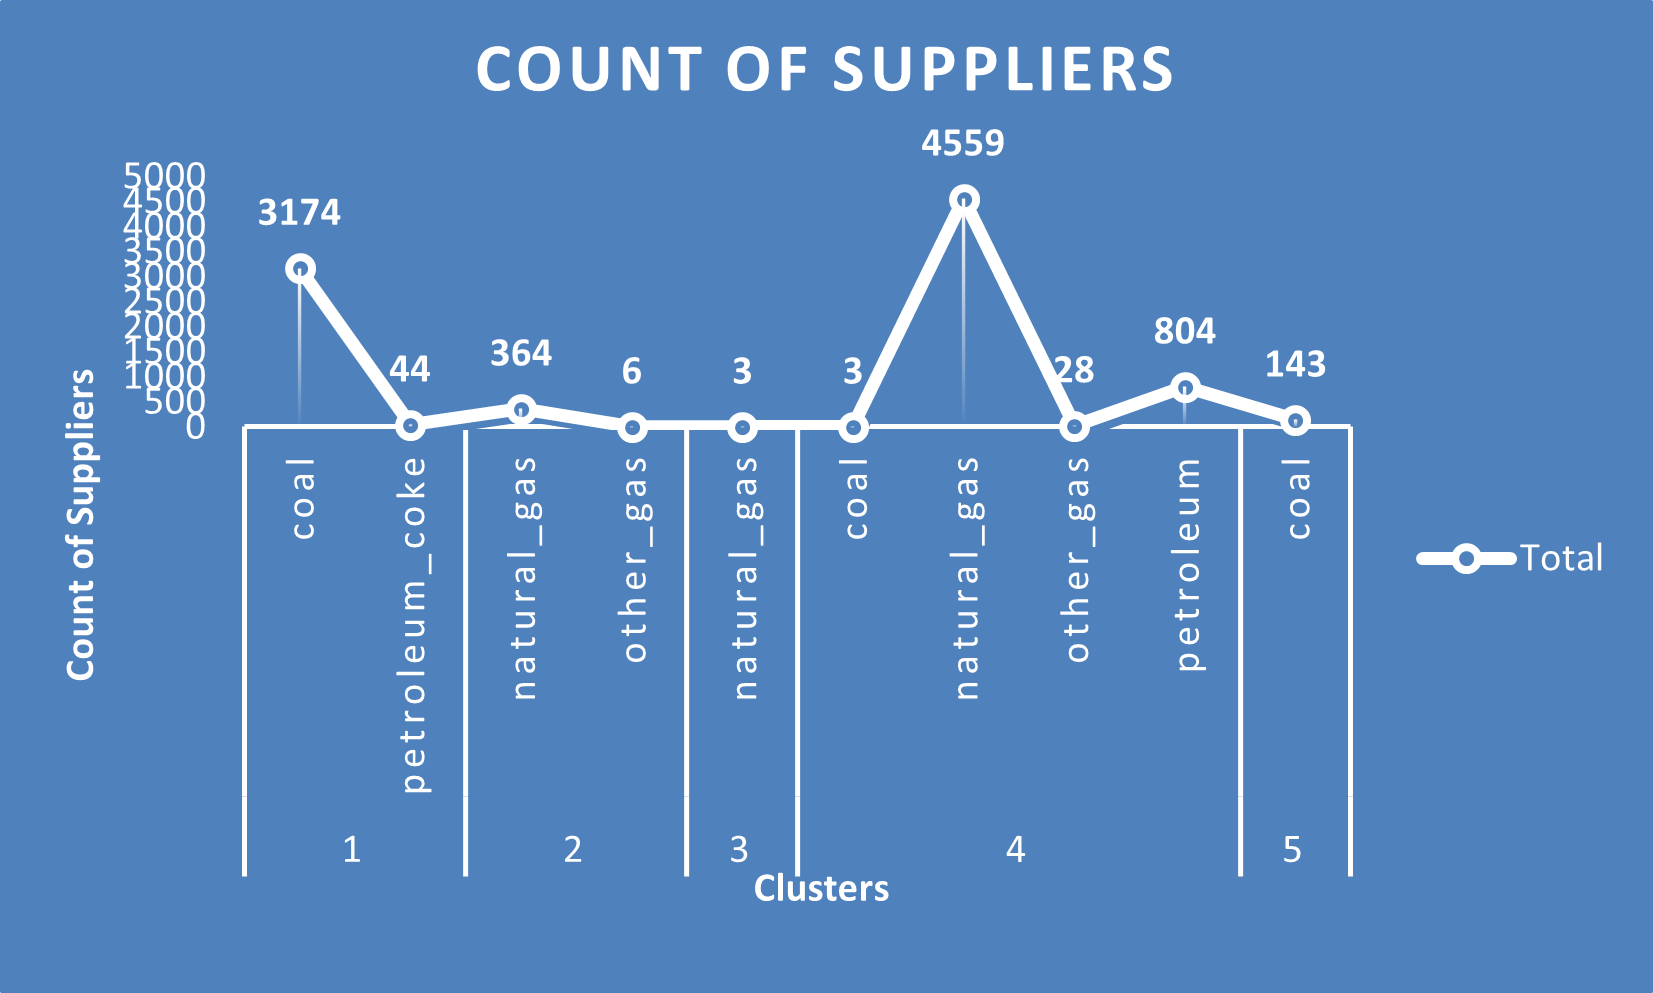 COUNT OF SUPPLIERS
5000
4500
4000
3500
3000
2500
2000
1500
1000
500
0
Count of Suppliers
3174
44
364
6
3
3
4559
28
804
143
coal
petroleum_coke
natural_gas
other_gas
natural_gas
coal
natural_gas
other_gas
petroleum
coal
1
2
3
4
5
Clusters
Total